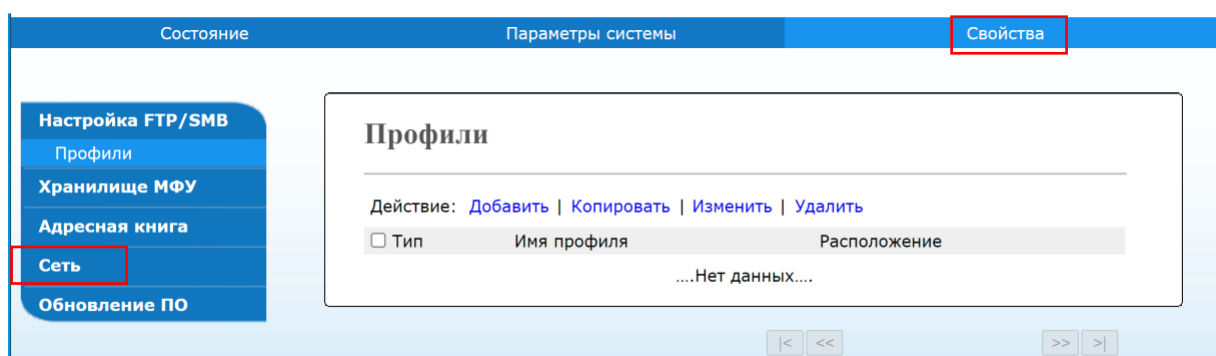 Состояние Параметры системы Свойства
Настройка FTP/SMB
Профили
Хранилище МФУ
Адресная книга
Сеть
Обновление ПО
Профили
Действие: Добавить | Копировать | Изменить | Удалить
Тип Имя профиля Расположение
....Нет данных....
|< << >> >|